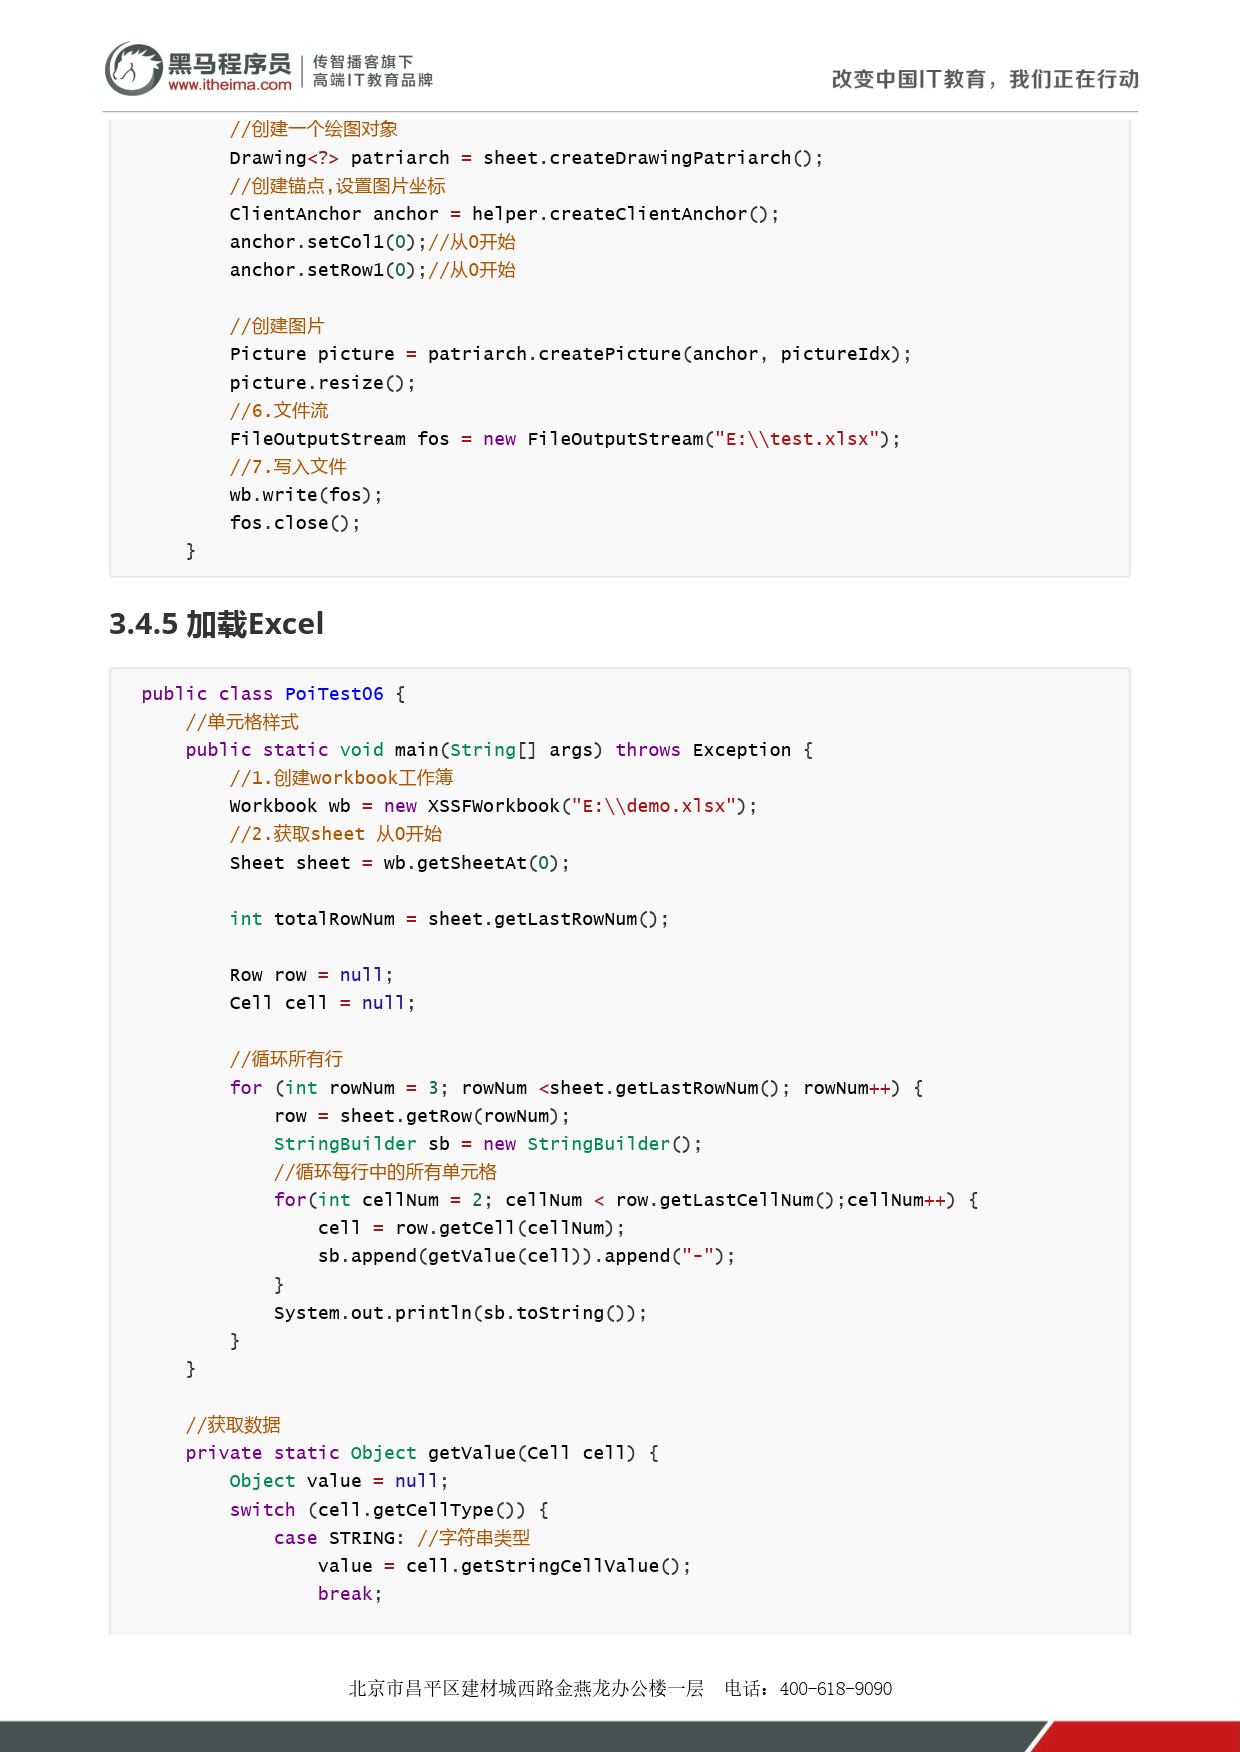 黑马程序员
www.itheima.com
传智播客旗下
高端IT教育品牌
改变中国IT教育，我们正在行动
//创建一个绘图对象
Drawing<?> patriarch = sheet.createDrawingPatriarch();
//创建锚点,设置图片坐标
ClientAnchor anchor = helper.createClientAnchor();
anchor.setCol1(0);//从0开始
anchor.setRow1(0);//从0开始
//创建图片
Picture picture = patriarch.createPicture(anchor, pictureIdx);
picture.resize();
//6.文件流
FileOutputStream fos = new FileOutputStream("E:\\test.xlsx");
//7.写入文件
wb.write(fos);
fos.close();
}
3.4.5 加载Excel
public class PoiTest06 {
//单元格样式
public static void main(String[] args) throws Exception {
//1.创建workbook工作簿
Workbook wb = new XSSFWorkbook("E:\\demo.xlsx");
//2.获取sheet 从0开始
Sheet sheet = wb.getSheetAt(0);
int totalRowNum = sheet.getLastRowNum();
Row row = null;
Cell cell = null;
//循环所有行
for (int rowNum = 3; rowNum <sheet.getLastRowNum(); rowNum++) {
row = sheet.getRow(rowNum);
StringBuilder sb = new StringBuilder();
//循环每行中的所有单元格
for(int cellNum = 2; cellNum < row.getLastCellNum();cellNum++) {
cell = row.getCell(cellNum);
sb.append(getValue(cell)).append("-");
}
System.out.println(sb.toString());
}
}
//获取数据
private static Object getValue(Cell cell) {
Object value = null;
switch (cell.getCellType()) {
case STRING: //字符串类型
value = cell.getStringCellValue();
break;
北京市昌平区建材城西路金燕龙办公楼一层 电话：400-618-9090